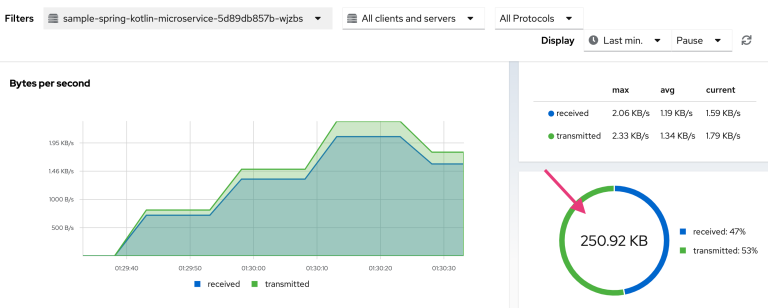 Filters
sample-spring-kotlin-microservice-5d89db857b-wjzbs
All clients and servers
All Protocols
Display
Last min.
Pause
Bytes per second
1.95 KB/s
1.46 KB/s
1000 B/s
500 B/s
01:29:40 01:29:50 01:30:00 01:30:10 01:30:20 01:30:30
received transmitted
max avg current
received 2.06 KB/s 1.19 KB/s 1.59 KB/s
transmitted 2.33 KB/s 1.34 KB/s 1.79 KB/s
250.92 KB
received: 47%
transmitted: 53%